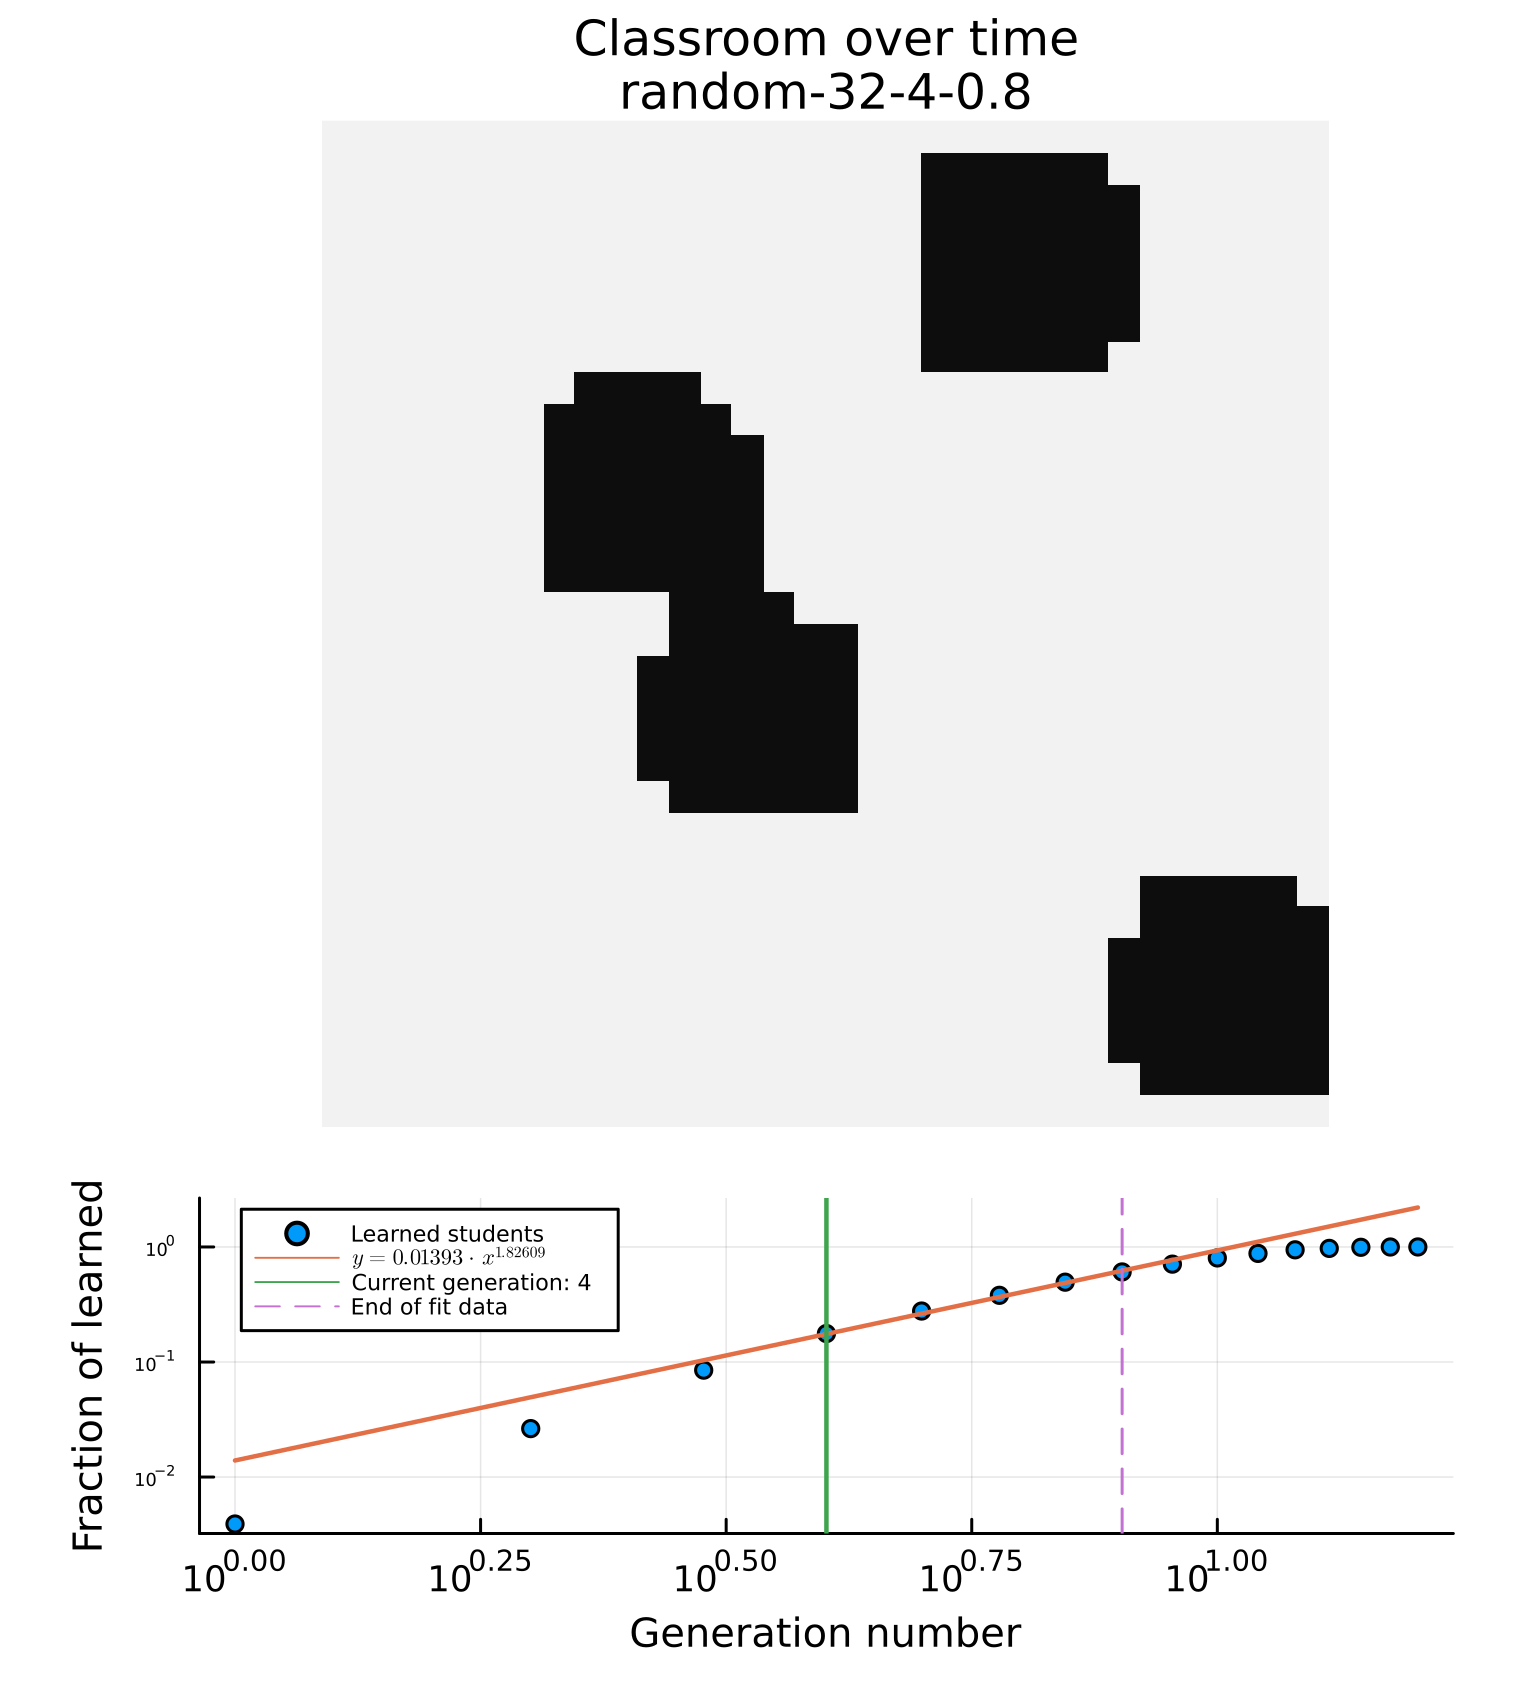 Classroom over time
random-32-4-0.8
Fraction of learned
10⁰
10⁻¹
10⁻²
Learned students
y = 0.01393 · x^1.82609
Current generation: 4
End of fit data
10^0.00 10^0.25 10^0.50 10^0.75 10^1.00
Generation number